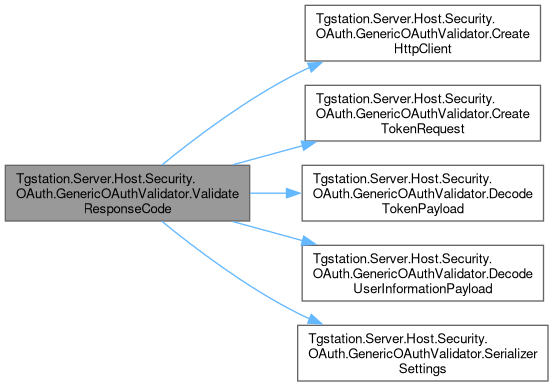 Tgstation.Server.Host.Security.
OAuth.GenericOAuthValidator.Create
HttpClient
Tgstation.Server.Host.Security.
OAuth.GenericOAuthValidator.Create
TokenRequest
Tgstation.Server.Host.Security.
OAuth.GenericOAuthValidator.Validate
ResponseCode
Tgstation.Server.Host.Security.
OAuth.GenericOAuthValidator.Decode
TokenPayload
Tgstation.Server.Host.Security.
OAuth.GenericOAuthValidator.Decode
UserInformationPayload
Tgstation.Server.Host.Security.
OAuth.GenericOAuthValidator.Serializer
Settings